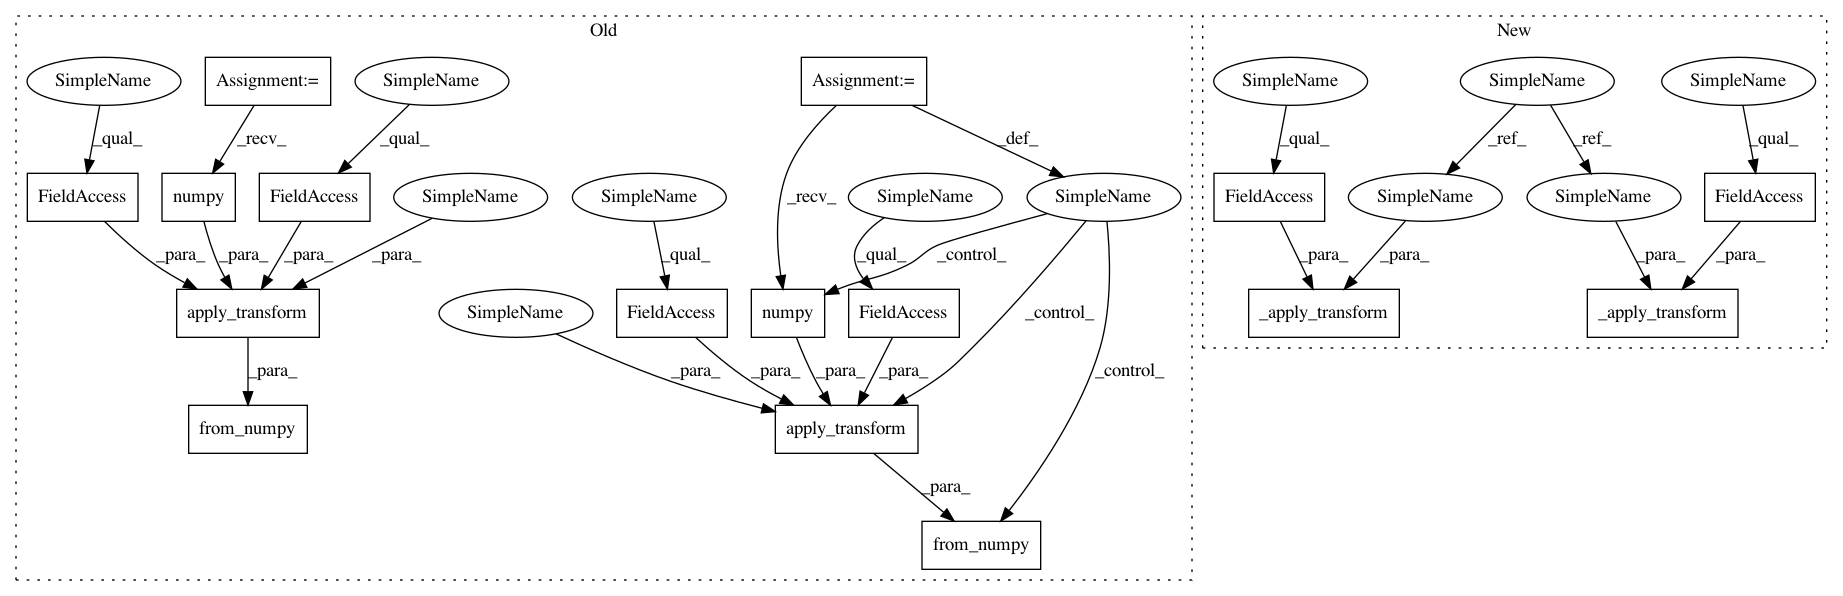 Old
New
SimpleName
Assignment:=
SimpleName
Assignment:=
SimpleName
SimpleName
SimpleName
_qual_
_recv_
_qual_
_def_
_qual_
_ref_
_ref_
_qual_
FieldAccess
numpy
FieldAccess
SimpleName
SimpleName
_recv_
SimpleName
SimpleName
FieldAccess
SimpleName
SimpleName
FieldAccess
_para_
_para_
_para_
_para_
_qual_
_qual_
_control_
_para_
_para_
_para_
_para_
apply_transform
SimpleName
FieldAccess
numpy
FieldAccess
_control_
_apply_transform
_apply_transform
_para_
_para_
_para_
_para_
_para_
_control_
from_numpy
apply_transform
_para_
from_numpy